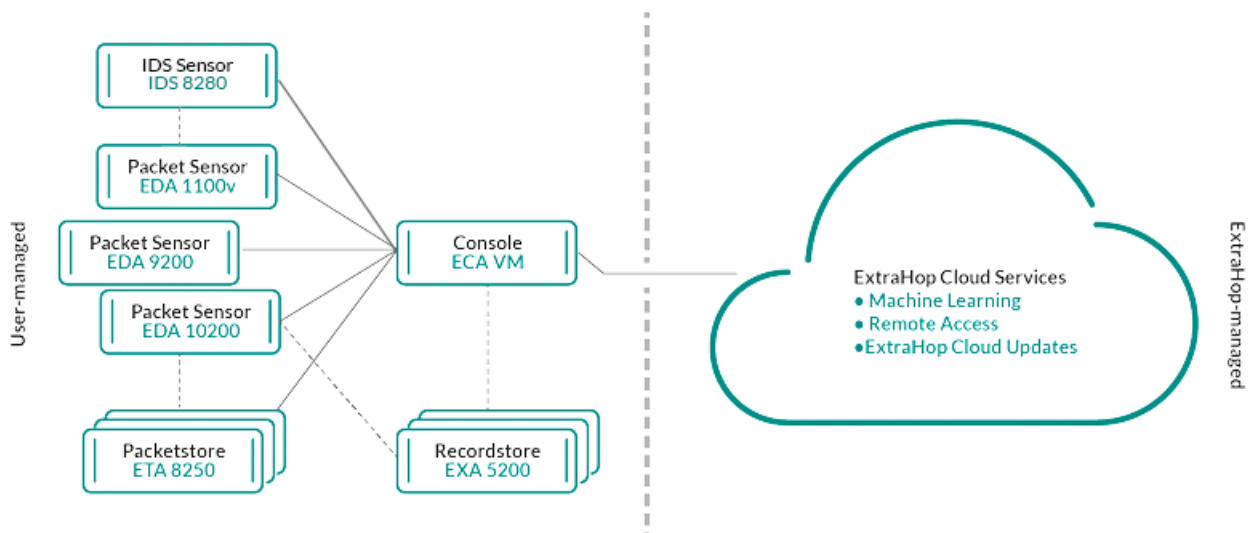 User-managed
IDS Sensor
IDS 8280
Packet Sensor
EDA 1100v
Packet Sensor
EDA 9200
Packet Sensor
EDA 10200
Packetstore
ETA 8250
Console
ECA VM
Recordstore
EXA 5200
ExtraHop Cloud Services
● Machine Learning
● Remote Access
●ExtraHop Cloud Updates
ExtraHop-managed